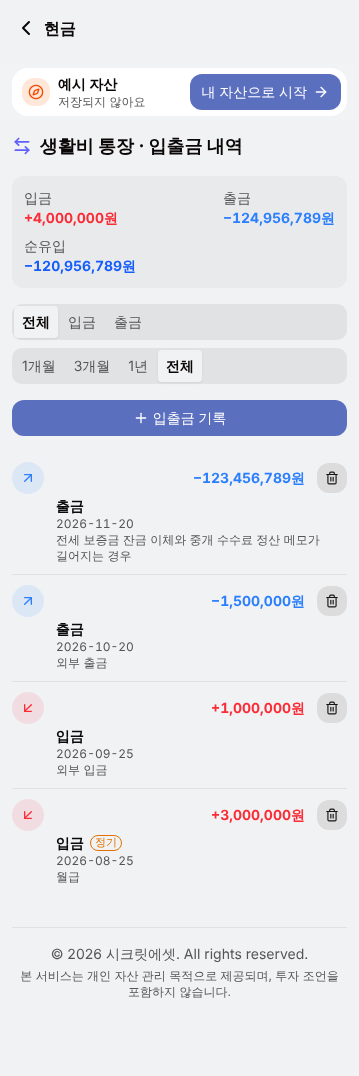 현금
예시 자산
저장되지 않아요
내 자산으로 시작
생활비 통장 · 입출금 내역
입금
+4,000,000원
출금
−124,956,789원
순유입
−120,956,789원
전체 입금 출금
1개월 3개월 1년 전체
입출금 기록
−123,456,789원
출금
2026-11-20
전세 보증금 잔금 이체와 중개 수수료 정산 메모가
길어지는 경우
−1,500,000원
출금
2026-10-20
외부 출금
+1,000,000원
입금
2026-09-25
외부 입금
+3,000,000원
입금 정기
2026-08-25
월급
© 2026 시크릿에셋. All rights reserved.
본 서비스는 개인 자산 관리 목적으로 제공되며, 투자 조언을
포함하지 않습니다.